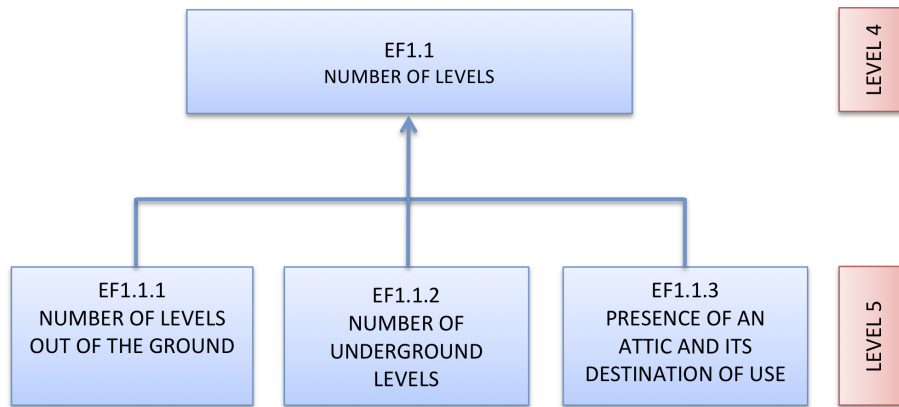 EF1.1
NUMBER OF LEVELS
LEVEL 4
EF1.1.1
NUMBER OF LEVELS
OUT OF THE GROUND
EF1.1.2
NUMBER OF
UNDERGROUND
LEVELS
EF1.1.3
PRESENCE OF AN
ATTIC AND ITS
DESTINATION OF USE
LEVEL 5